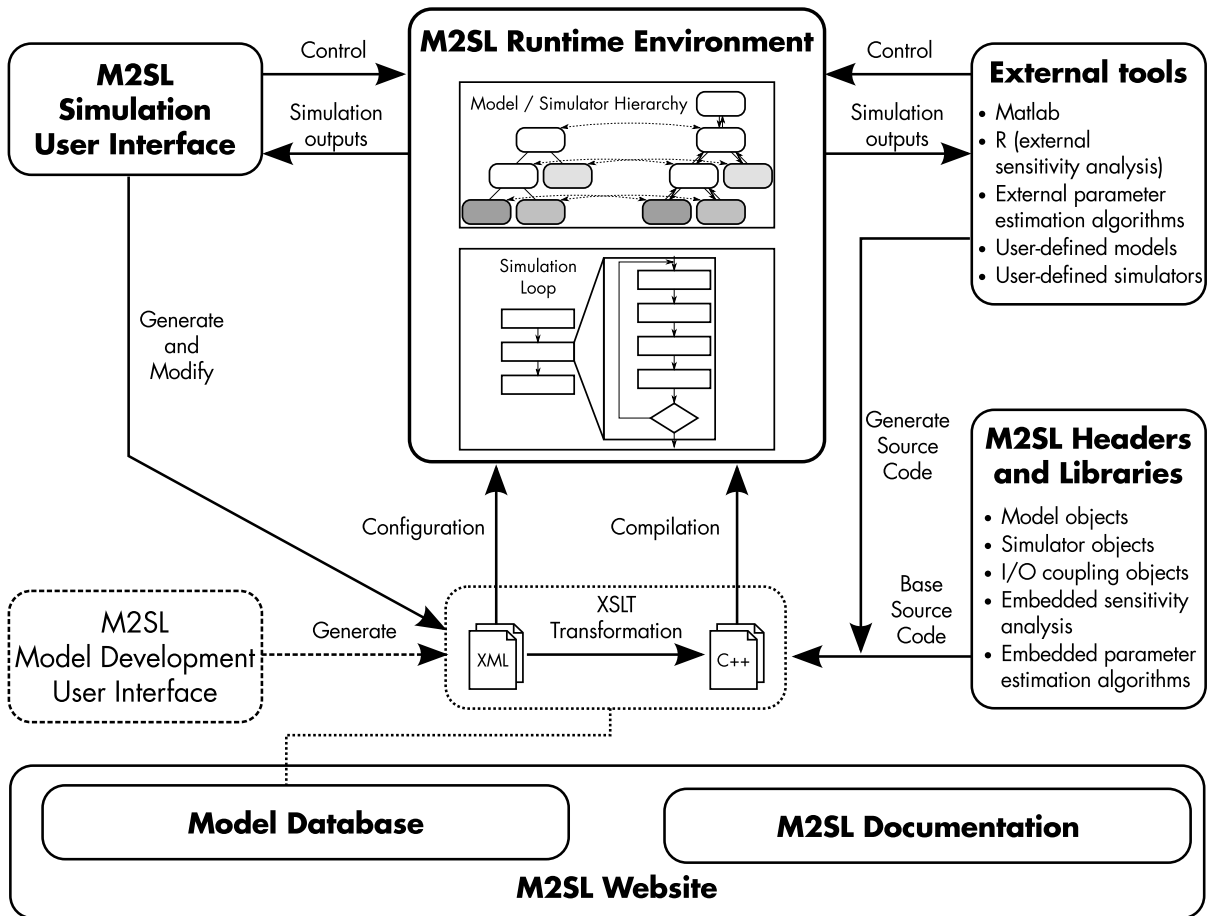 M2SL
Simulation
User Interface
Control
Simulation
outputs
M2SL Runtime Environment
Model / Simulator Hierarchy
Simulation
Loop
Control
Simulation
outputs
External tools
• Matlab
• R (external
sensitivity analysis)
• External parameter
estimation algorithms
• User-defined models
• User-defined simulators
Generate
and
Modify
Generate
Source
Code
M2SL Headers
and Libraries
• Model objects
• Simulator objects
• I/O coupling objects
• Embedded sensitivity
analysis
• Embedded parameter
estimation algorithms
Configuration
Compilation
Base
Source
Code
M2SL
Model Development
User Interface
Generate
XSLT
Transformation
XML
C++
Model Database
M2SL Documentation
M2SL Website